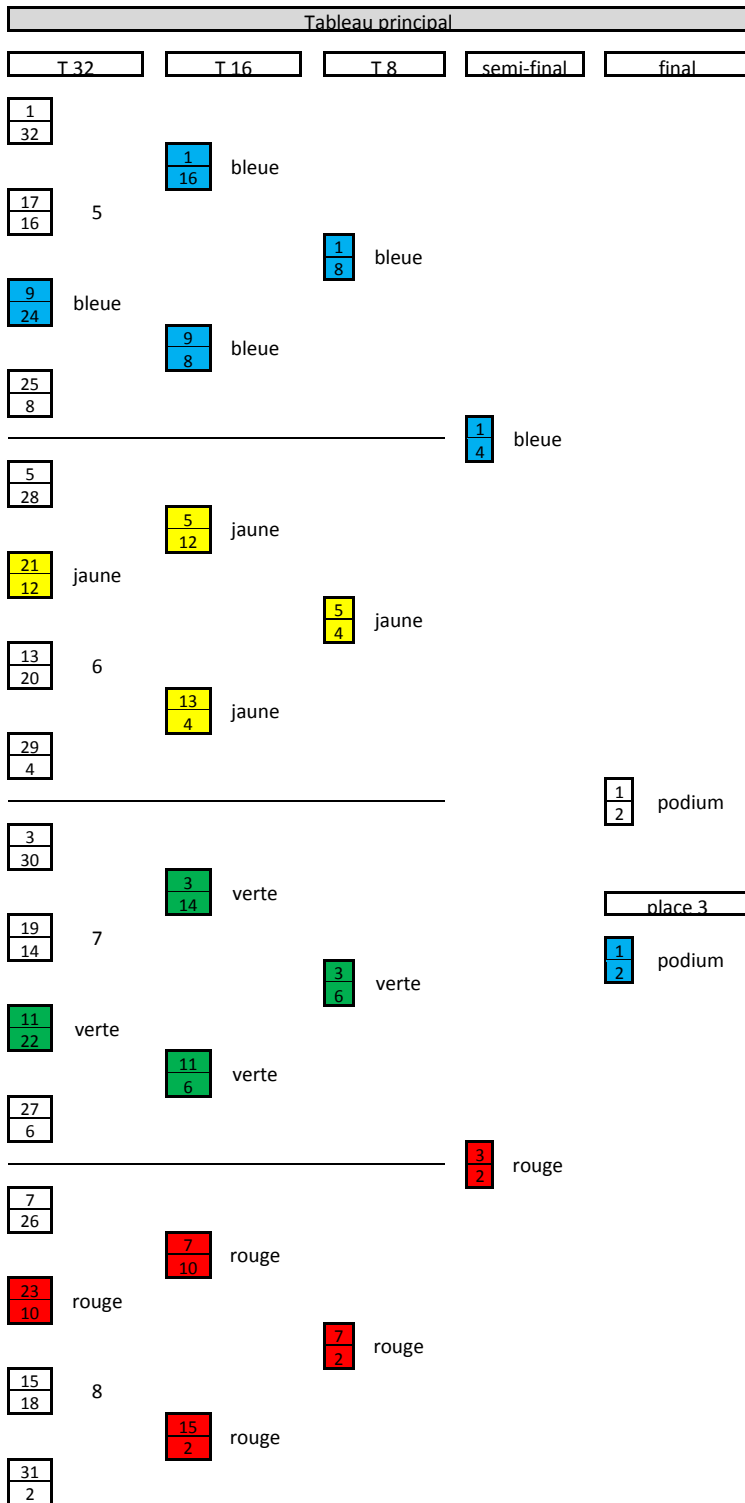 Tableau principal
T 32 T 16 T 8 semi-final final
1
32
1 bleue
16
17 5
16
1 bleue
8
9 bleue
24
9 bleue
8
25
8
1 bleue
4
5
28
5 jaune
12
21 jaune
12
5 jaune
4
13 6
20
13 jaune
4
29
4
1 podium
2
3
30
3 verte
14
place 3
19 7
14
1 podium
2
3 verte
6
11 verte
22
11 verte
6
27
6
3 rouge
2
7
26
7 rouge
10
23 rouge
10
7 rouge
2
15 8
18
15 rouge
2
31
2